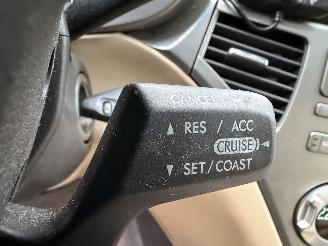 CANCEL
▲ RES / ACC
CRUISE ◄
▼ SET/COAST